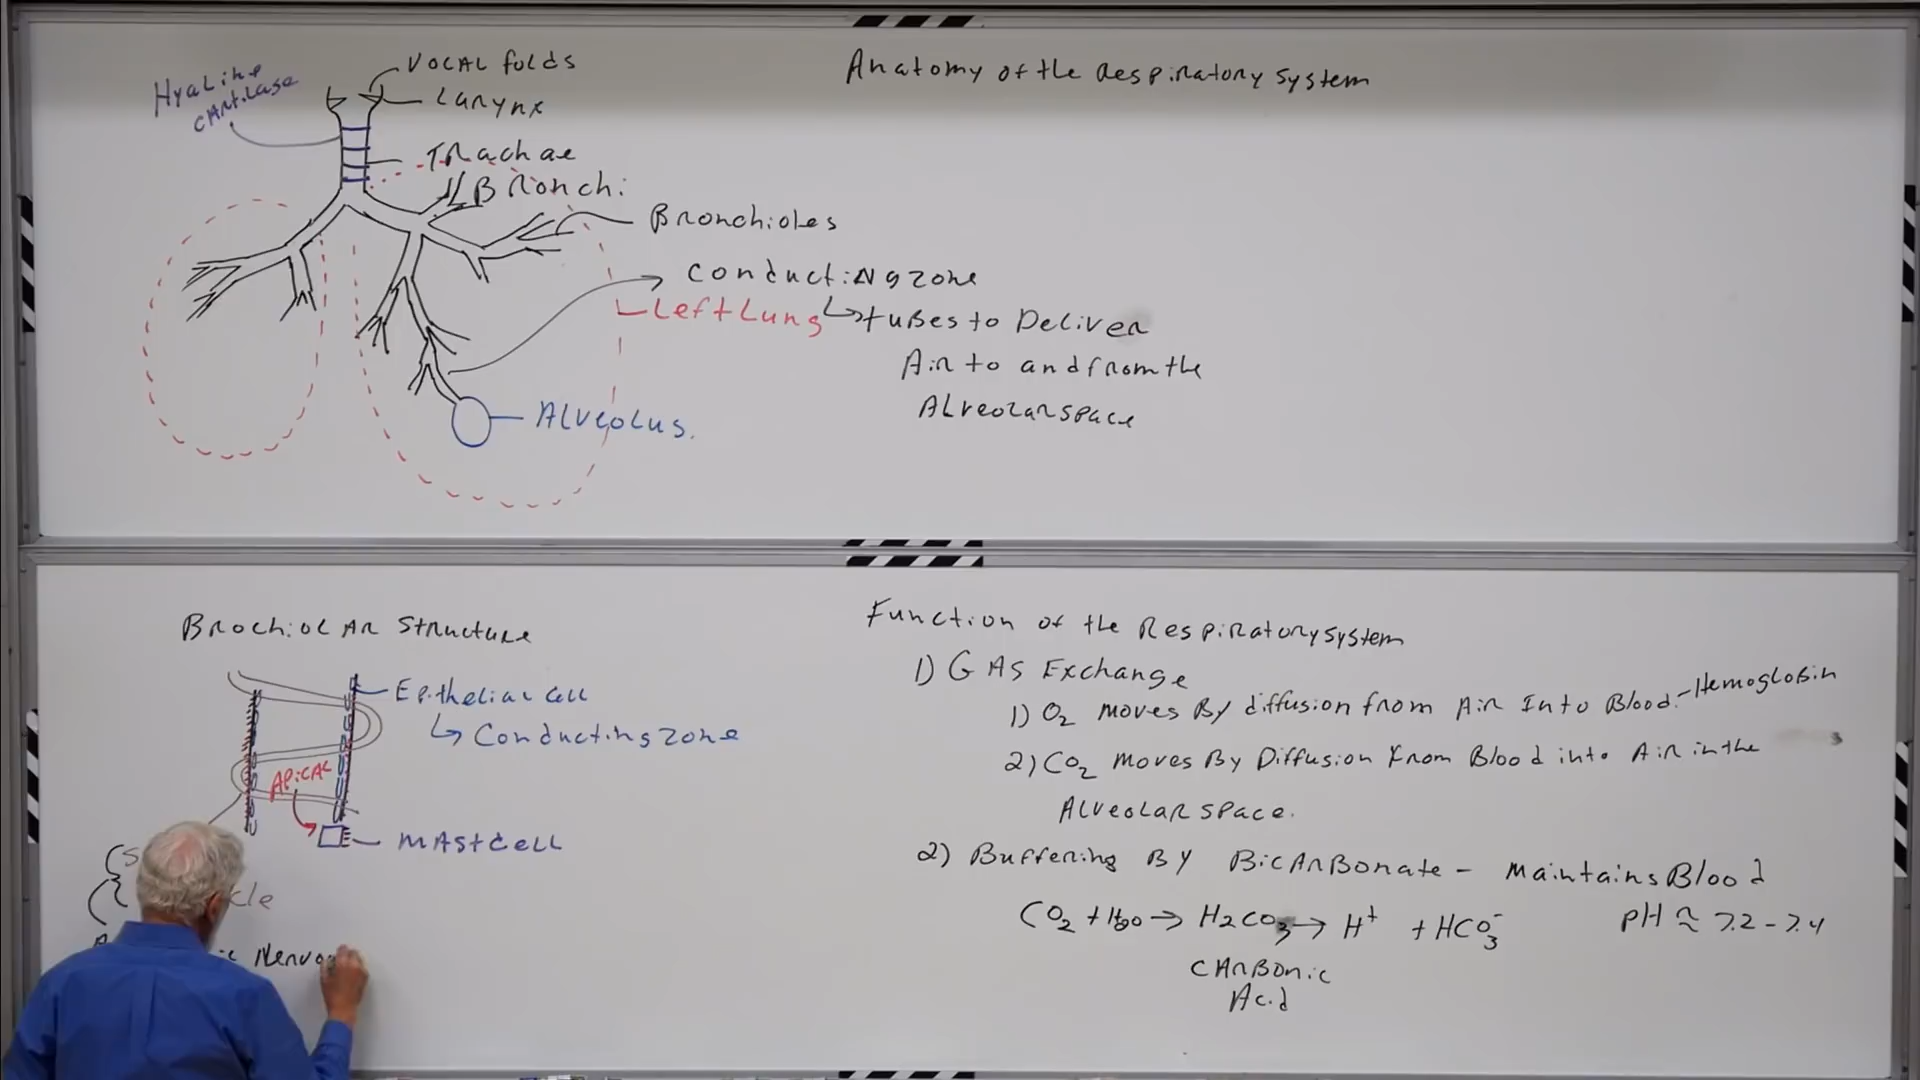 Anatomy of the Respiratory System
Hyaline
Cartilage
Vocal folds
Larynx
Trachae
Bronchi
Bronchioles
Conducting zone
Left Lung
tubes to Deliver
Air to and from the
Alveolar space
Alveolus.
Brochiolar Structure
Epithelial Cell
Conducting zone
Apical
Mast Cell
Nervo
Function of the Respiratory System
1) Gas Exchange
1) O2 moves By diffusion from Air Into Blood. - Hemoglobin
2) CO2 moves By Diffusion From Blood into Air in the
Alveolar space.
2) Buffering By Bicarbonate - Maintains Blood
CO2 + H2O → H2CO3 → H+ + HCO3- pH ≈ 7.2 - 7.4
Carbonic
Acid